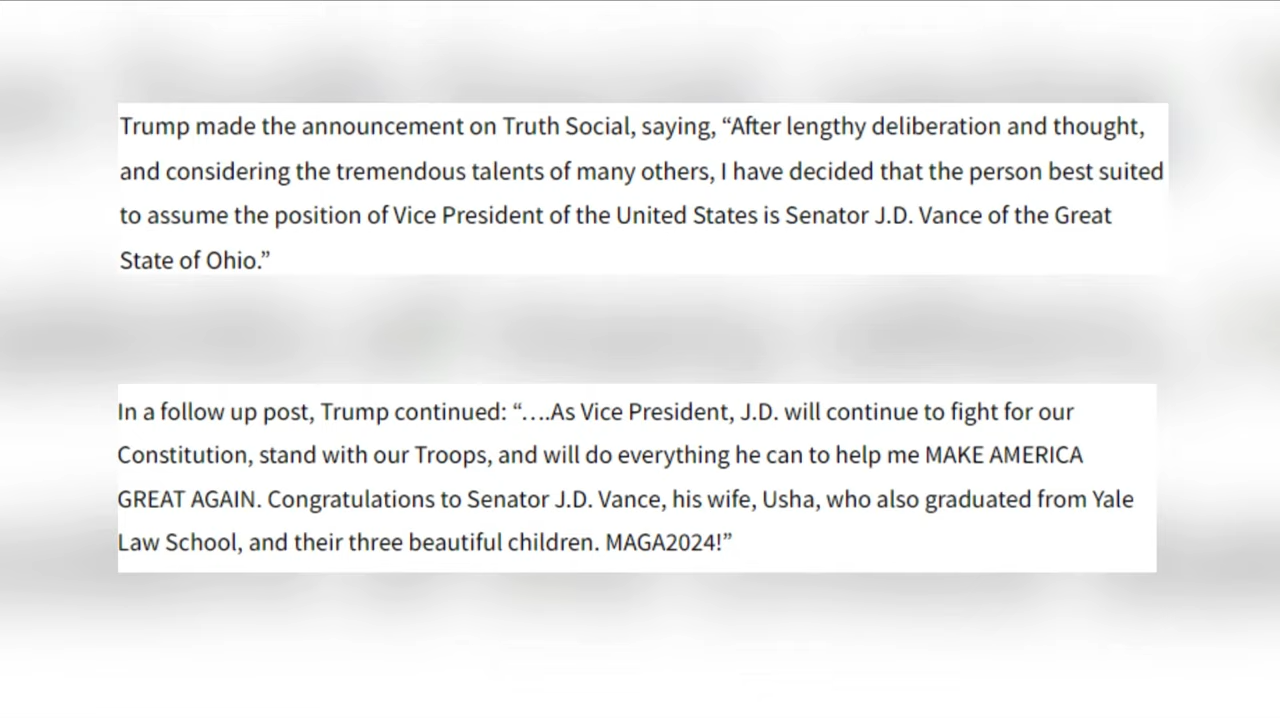 Trump made the announcement on Truth Social, saying, “After lengthy deliberation and thought,
and considering the tremendous talents of many others, I have decided that the person best suited
to assume the position of Vice President of the United States is Senator J.D. Vance of the Great
State of Ohio.”
In a follow up post, Trump continued: “….As Vice President, J.D. will continue to fight for our
Constitution, stand with our Troops, and will do everything he can to help me MAKE AMERICA
GREAT AGAIN. Congratulations to Senator J.D. Vance, his wife, Usha, who also graduated from Yale
Law School, and their three beautiful children. MAGA2024!”